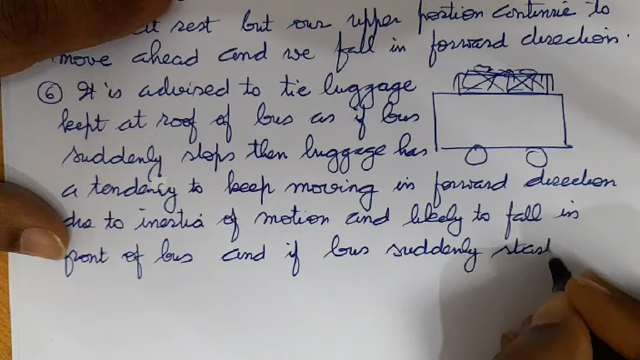 at rest but our upper portion continue to
move ahead and we fall in forward direction.
⑥ It is advised to tie luggage
kept at roof of bus as if bus
suddenly stops then luggage has
a tendency to keep moving in forward direction
due to inertia of motion and likely to fall in
front of bus and if bus suddenly start